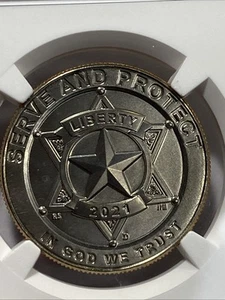 SERVE AND PROTECT
LIBERTY
2021
D
IN GOD WE TRUST